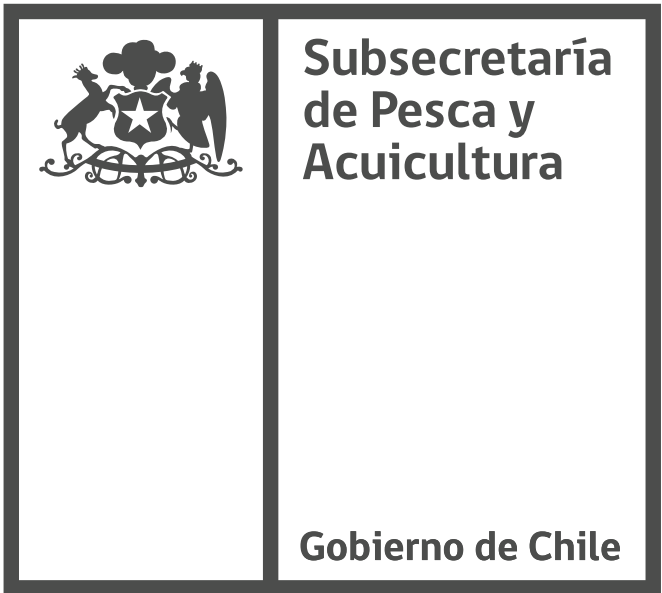 Subsecretaría
de Pesca y
Acuicultura
Gobierno de Chile